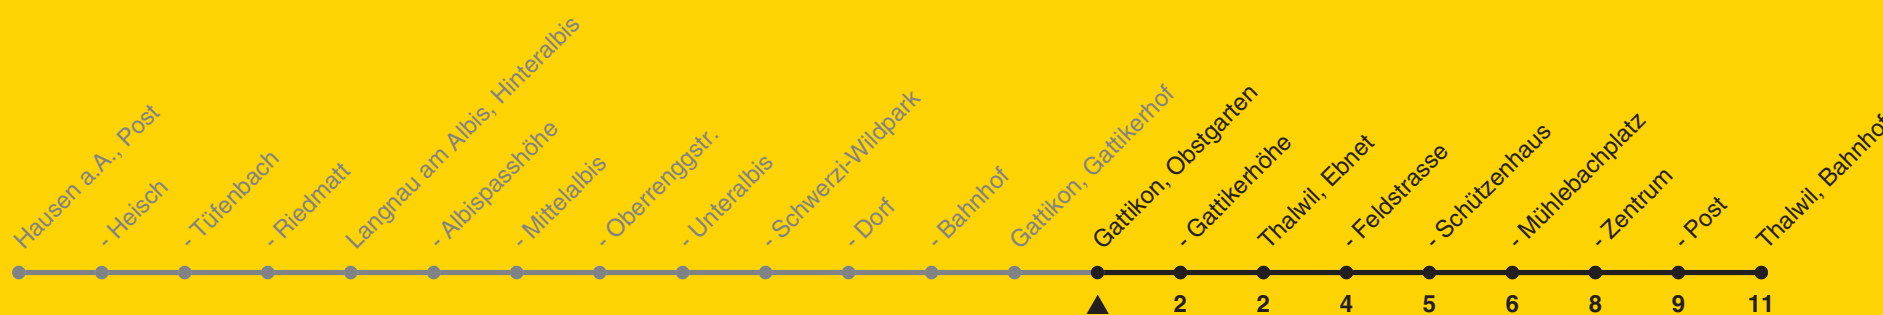 Hausen a.A., Post
- Heisch
- Tüfenbach
- Riedmatt
Langnau am Albis, Hinteralbis
- Albispasshöhe
- Mittelalbis
- Oberrenggstr.
- Unteralbis
- Schwerzi-Wildpark
- Dorf
- Bahnhof
Gattikon, Gattikerhof
Gattikon, Obstgarten
- Gattikerhöhe
Thalwil, Ebnet
- Feldstrasse
- Schützenhaus
- Mühlebachplatz
- Zentrum
- Post
Thalwil, Bahnhof
2 2 4 5 6 8 9 11